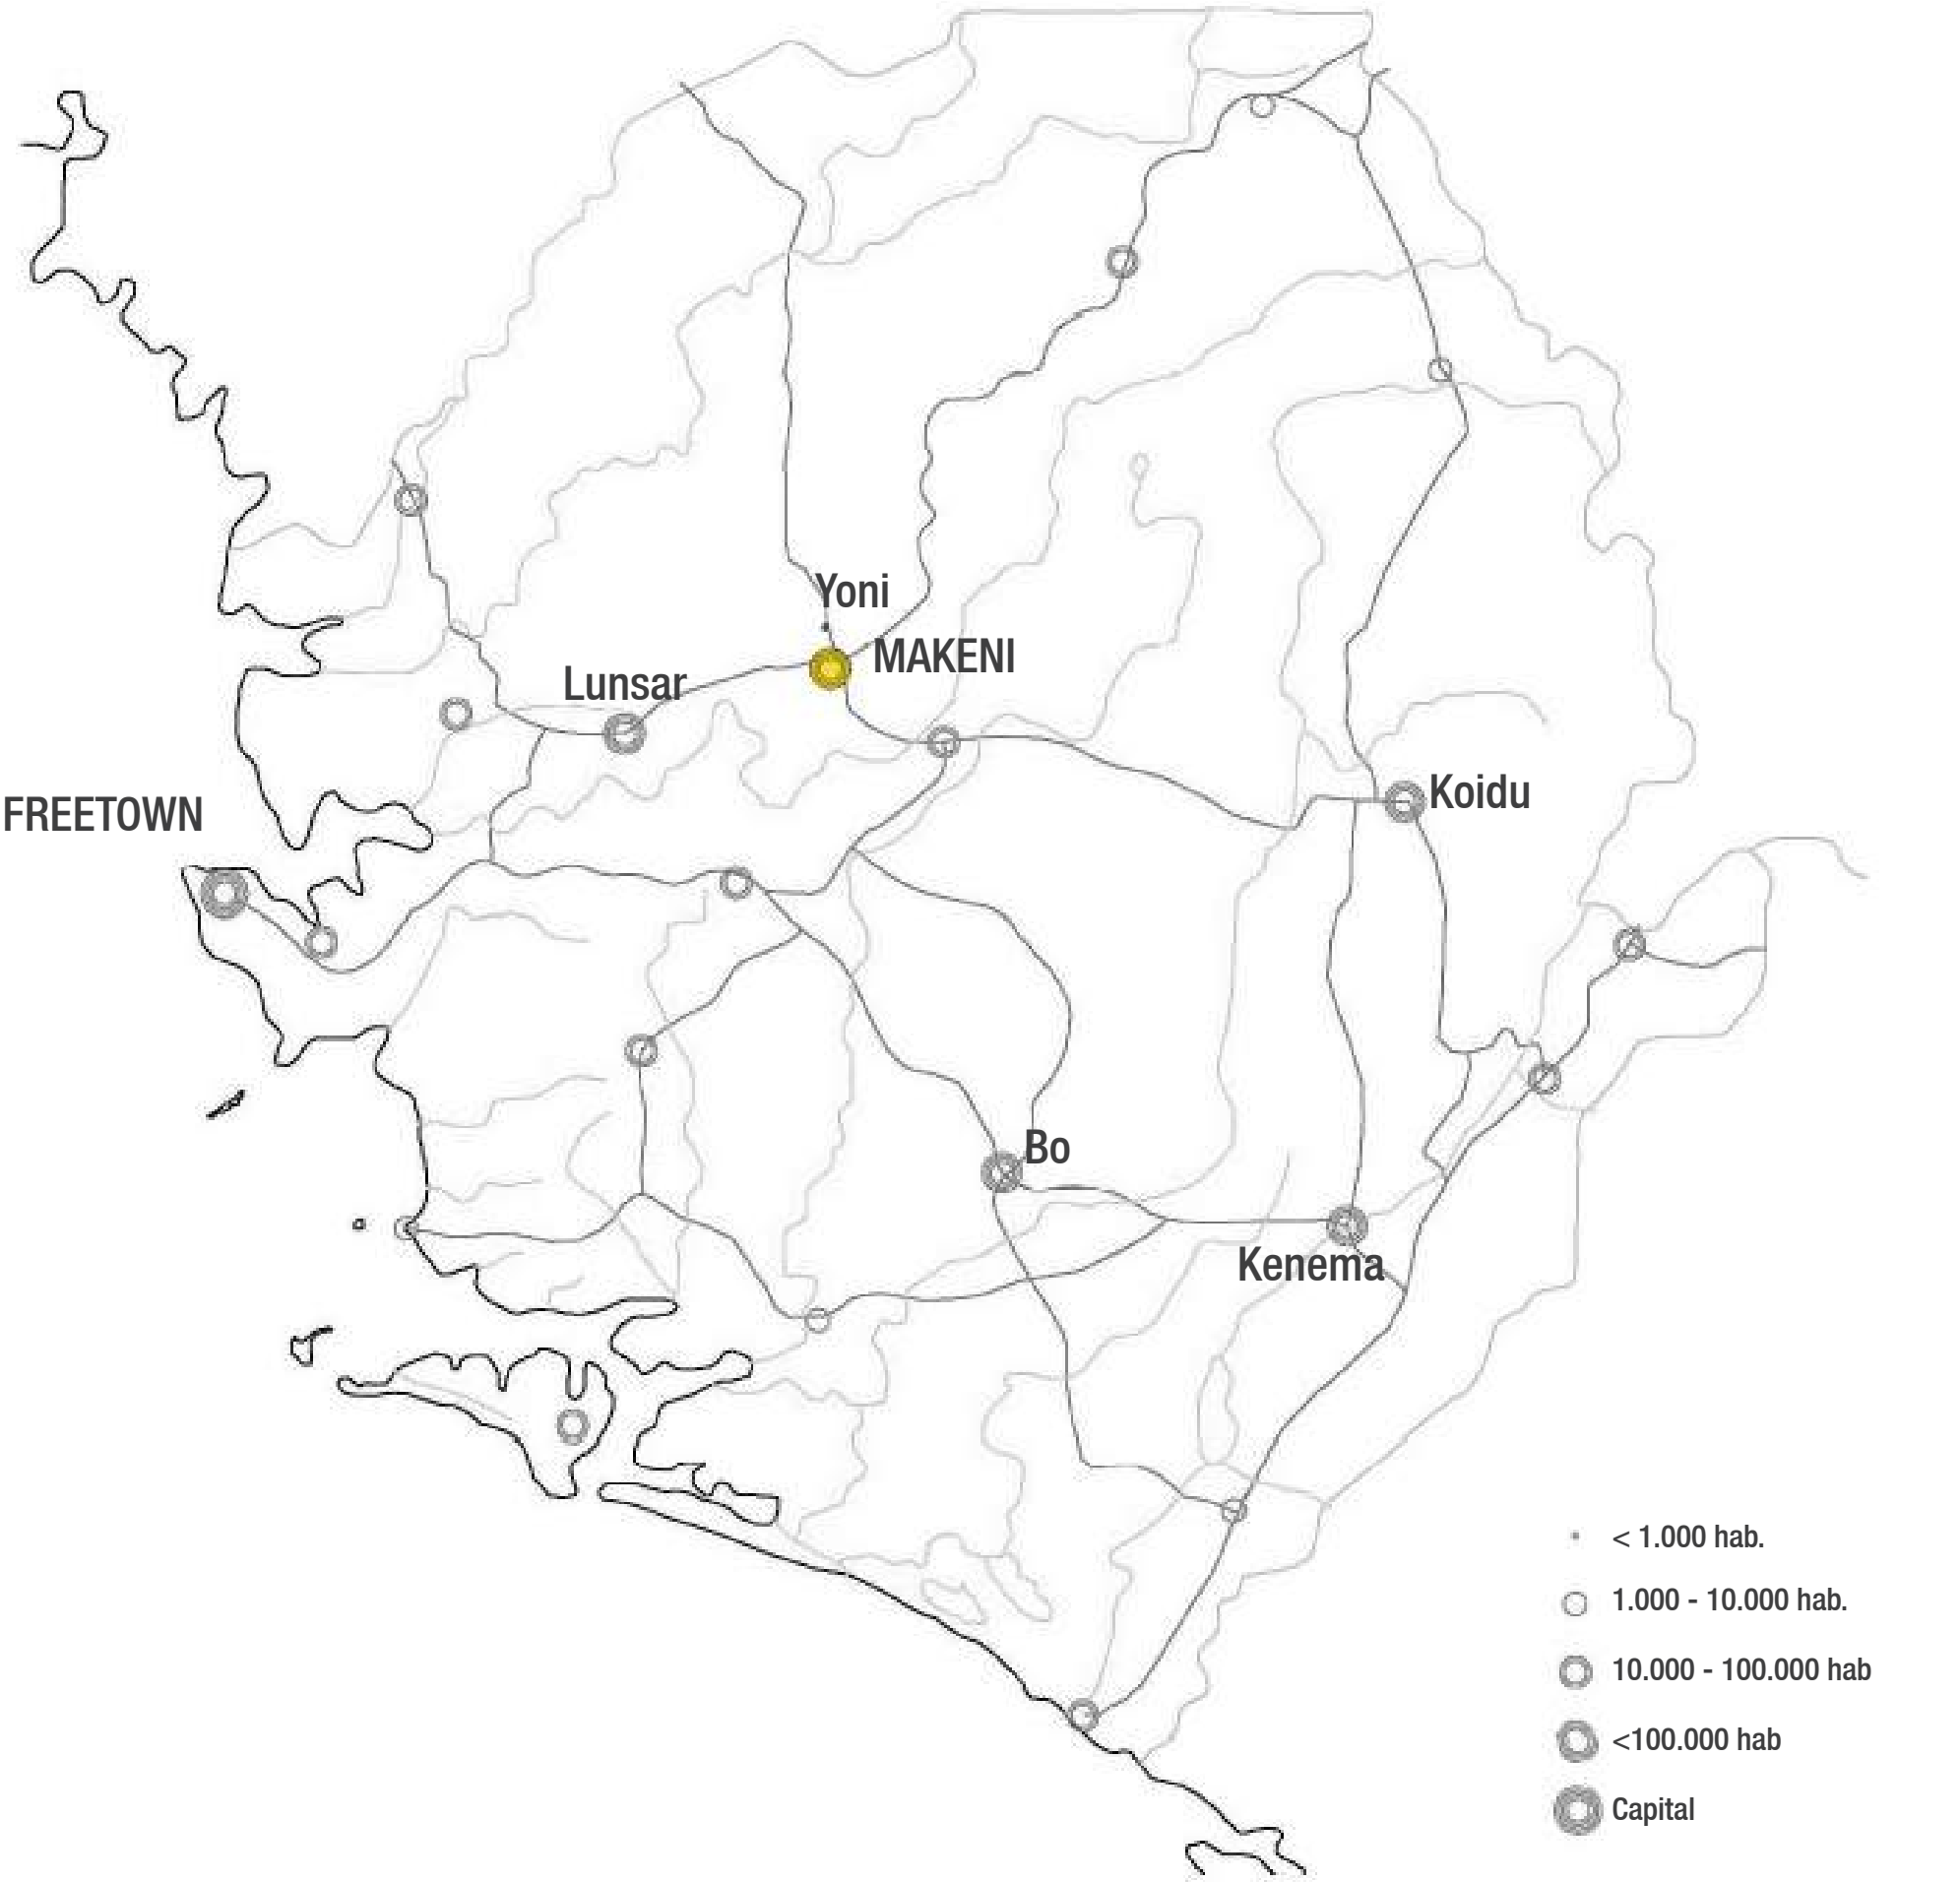 Yoni
MAKENI
Lunsar
Koidu
FREETOWN
Bo
Kenema
< 1.000 hab.
1.000 - 10.000 hab.
10.000 - 100.000 hab
<100.000 hab
Capital